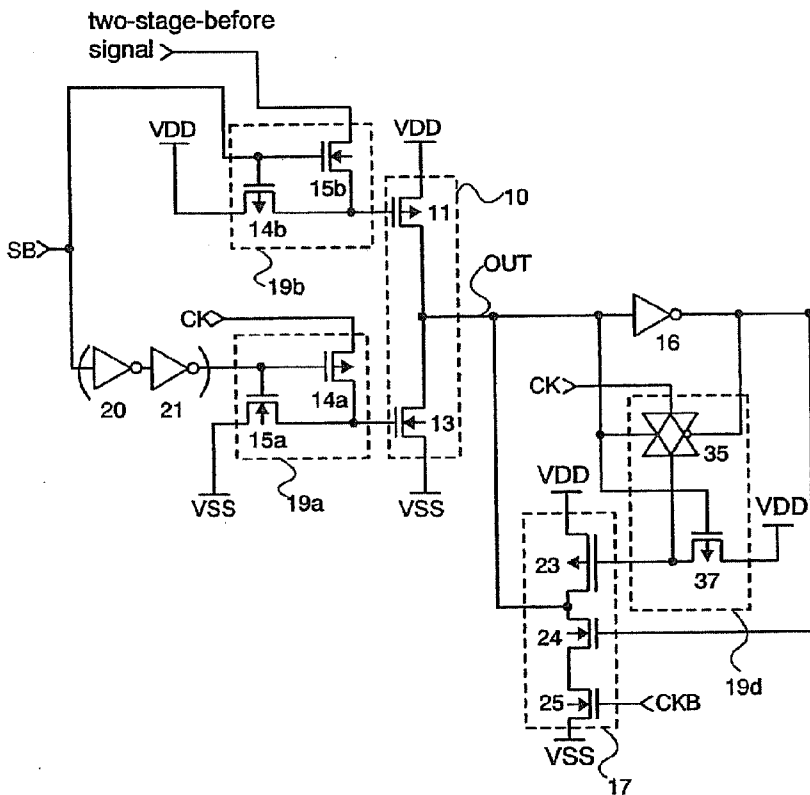 two-stage-before
signal
VDD
VDD
15b
11
10
14b
SB
19b
OUT
CK
16
20
21
14a
13
CK
15a
35
VSS
19a
VSS
VDD
VDD
23
37
24
19d
25
CKB
VSS
17